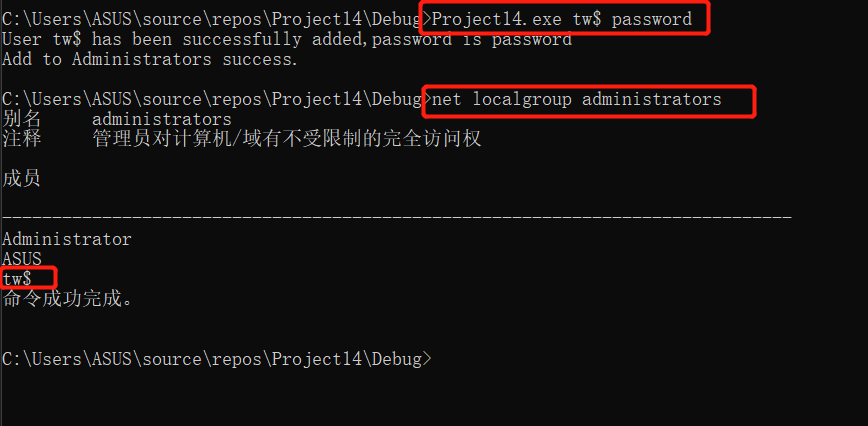 C:\Users\ASUS\source\repos\Project14\Debug>Project14.exe tw$ password
User tw$ has been successfully added,password is password
Add to Administrators success.
C:\Users\ASUS\source\repos\Project14\Debug>net localgroup administrators
别名 administrators
注释 管理员对计算机/域有不受限制的完全访问权
成员
-------------------------------------------------------------------------------
Administrator
ASUS
tw$
命令成功完成。
C:\Users\ASUS\source\repos\Project14\Debug>